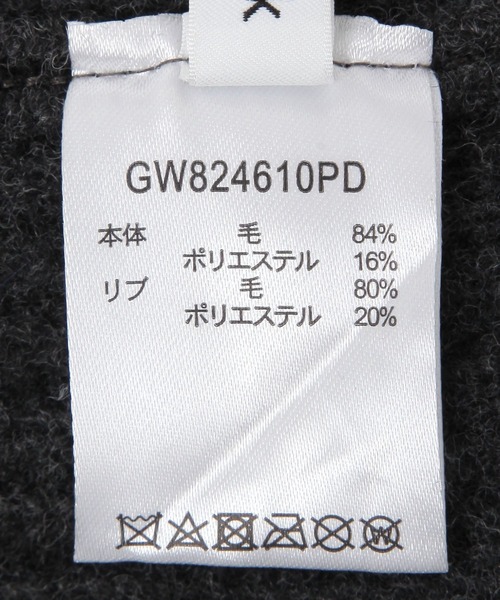 K
GW824610PD
本体 毛 84%
ポリエステル 16%
リブ 毛 80%
ポリエステル 20%
W